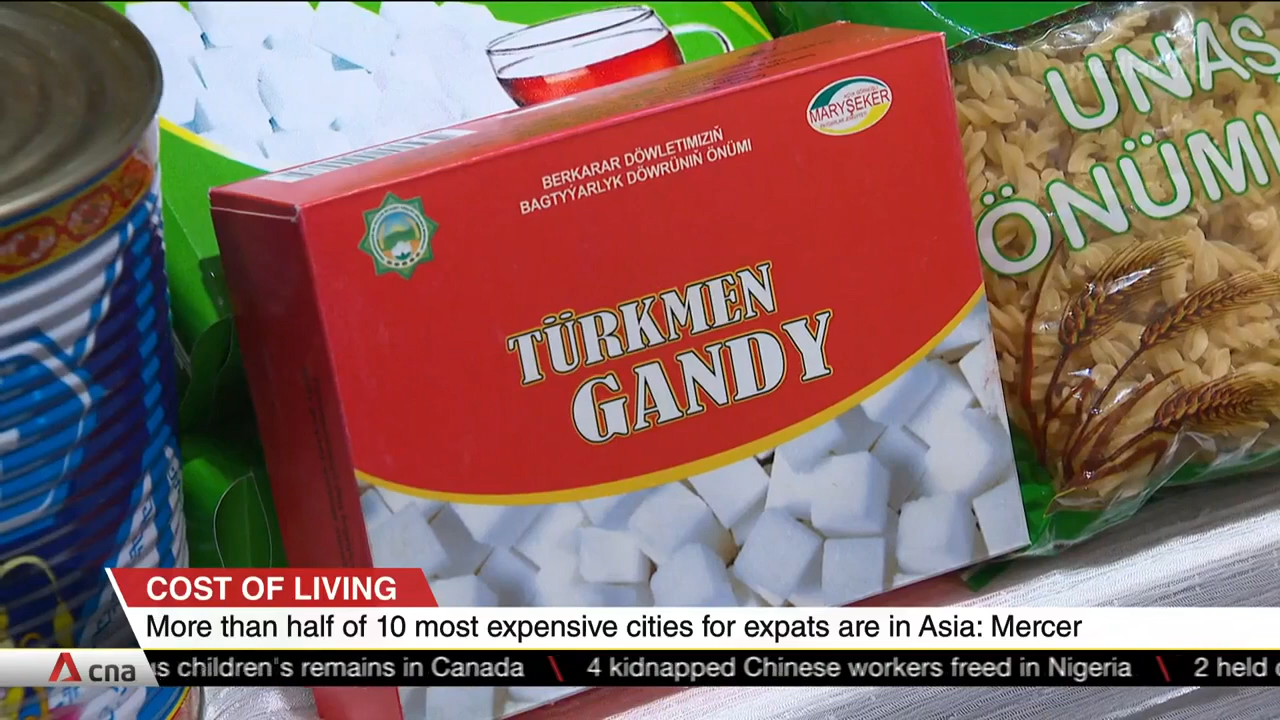 MARYŞEKER
BERKARAR DÖWLETIMIZIŇ
BAGTYÝARLYK DÖWRÜNIŇ ÖNÜMI
TÜRKMEN
GANDY
UNAŞ
ÖNÜMI
COST OF LIVING
More than half of 10 most expensive cities for expats are in Asia: Mercer
cna
us children's remains in Canada \ 4 kidnapped Chinese workers freed in Nigeria \ 2 held